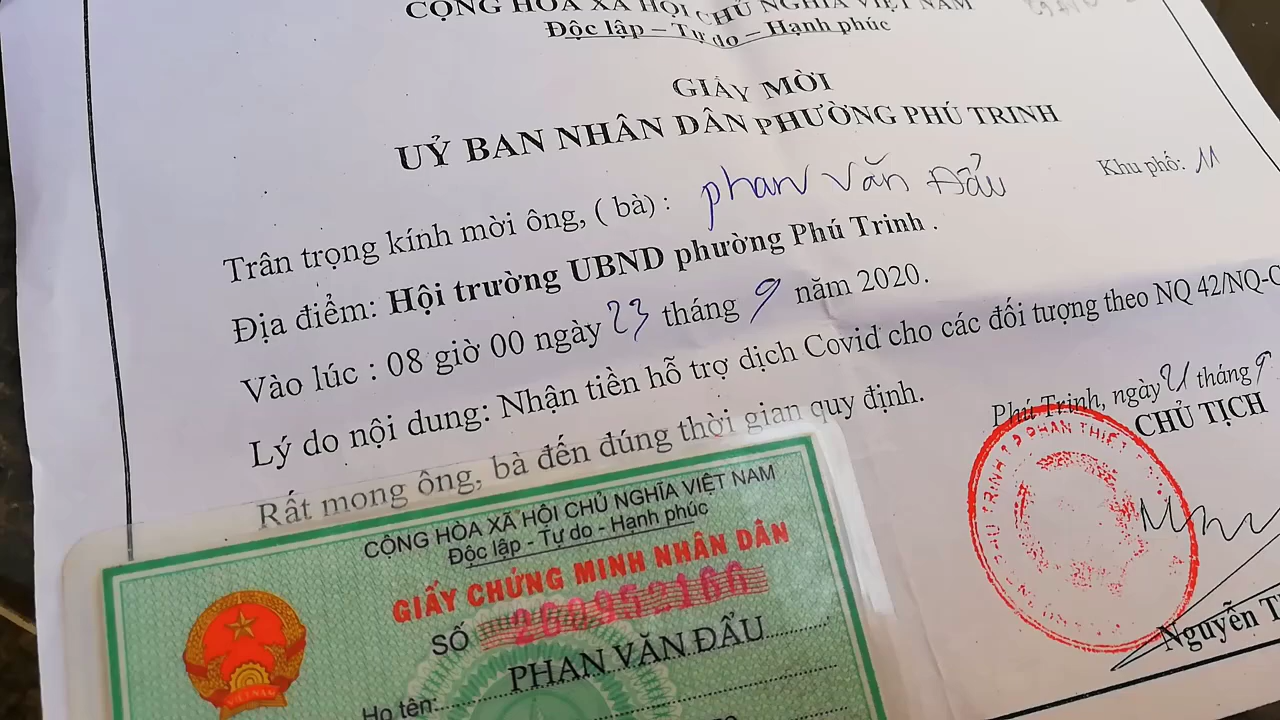 CỘNG HÒA XÃ HỘI CHỦ NGHĨA VIỆT NAM
Độc lập – Tự do – Hạnh phúc
GIẤY MỜI
UỶ BAN NHÂN DÂN PHƯỜNG PHÚ TRINH
Khu phố: 11
Trân trọng kính mời ông, ( bà) : phan văn Đẩu
Địa điểm: Hội trường UBND phường Phú Trinh .
Vào lúc : 08 giờ 00 ngày 23 tháng 9 năm 2020.
Lý do nội dung: Nhận tiền hỗ trợ dịch Covid cho các đối tượng theo NQ 42/NQ-C
Rất mong ông, bà đến đúng thời gian quy định.
Phú Trinh, ngày 21 tháng 9
CHỦ TỊCH
TRINH T.P PHAN THIẾT
Nguyễn T
CỘNG HÒA XÃ HỘI CHỦ NGHĨA VIỆT NAM
Độc lập - Tự do - Hạnh phúc
GIẤY CHỨNG MINH NHÂN DÂN
SỐ 260952166
Họ tên: PHAN VĂN ĐẨU
VIỆT NAM